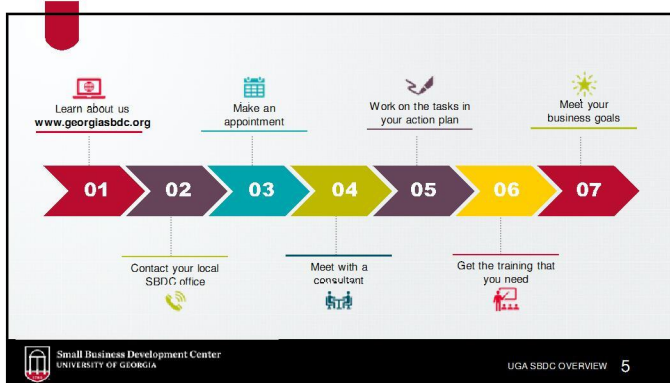 Learn about us
www.georgiasbdc.org
Make an
appointment
Work on the tasks in
your action plan
Meet your
business goals
01
02
03
04
05
06
07
Contact your local
SBDC office
Meet with a
consultant
Get the training that
you need
Small Business Development Center
UNIVERSITY OF GEORGIA
UGA SBDC OVERVIEW 5